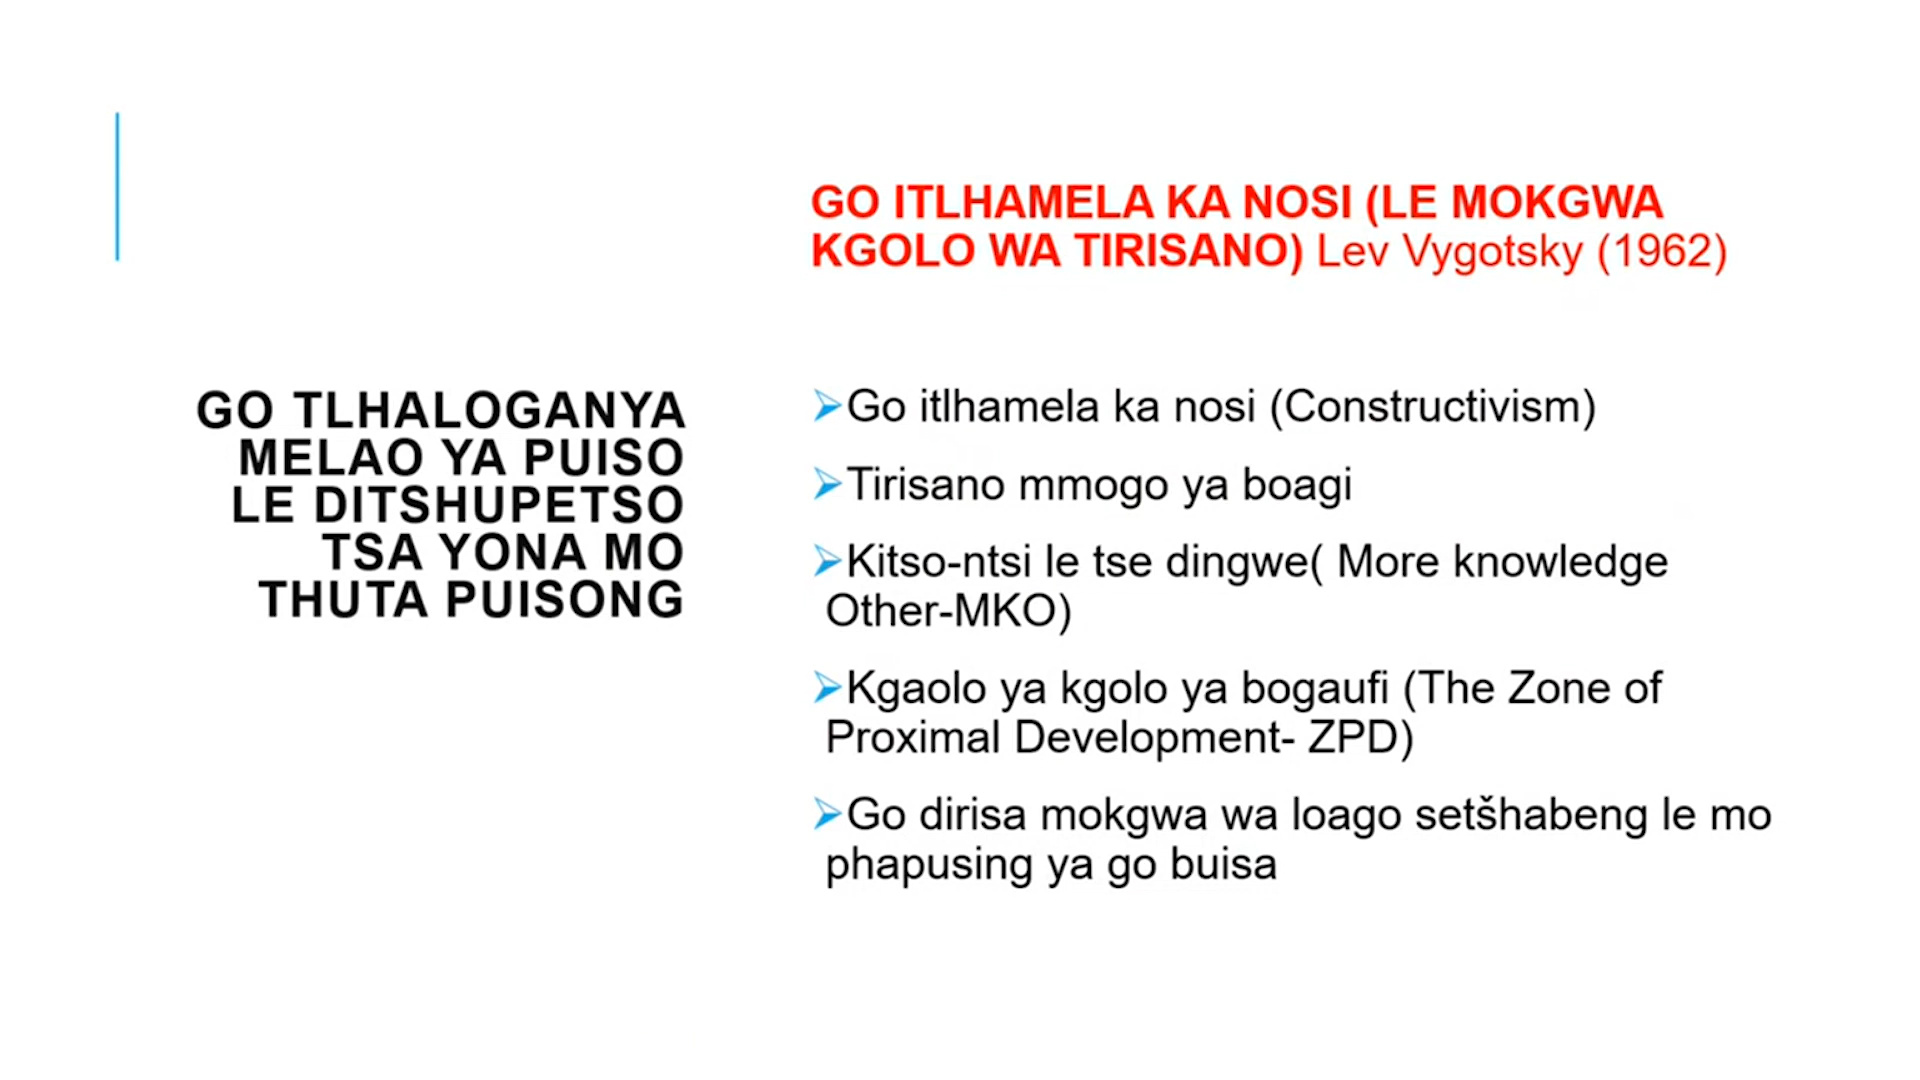 GO TLHALOGANYA
MELAO YA PUISO
LE DITSHUPETSO
TSA YONA MO
THUTA PUISONG
GO ITLHAMELA KA NOSI (LE MOKGWA
KGOLO WA TIRISANO) Lev Vygotsky (1962)
➢Go itlhamela ka nosi (Constructivism)
➢Tirisano mmogo ya boagi
➢Kitso-ntsi le tse dingwe( More knowledge
Other-MKO)
➢Kgaolo ya kgolo ya bogaufi (The Zone of
Proximal Development- ZPD)
➢Go dirisa mokgwa wa loago setšhabeng le mo
phapusing ya go buisa